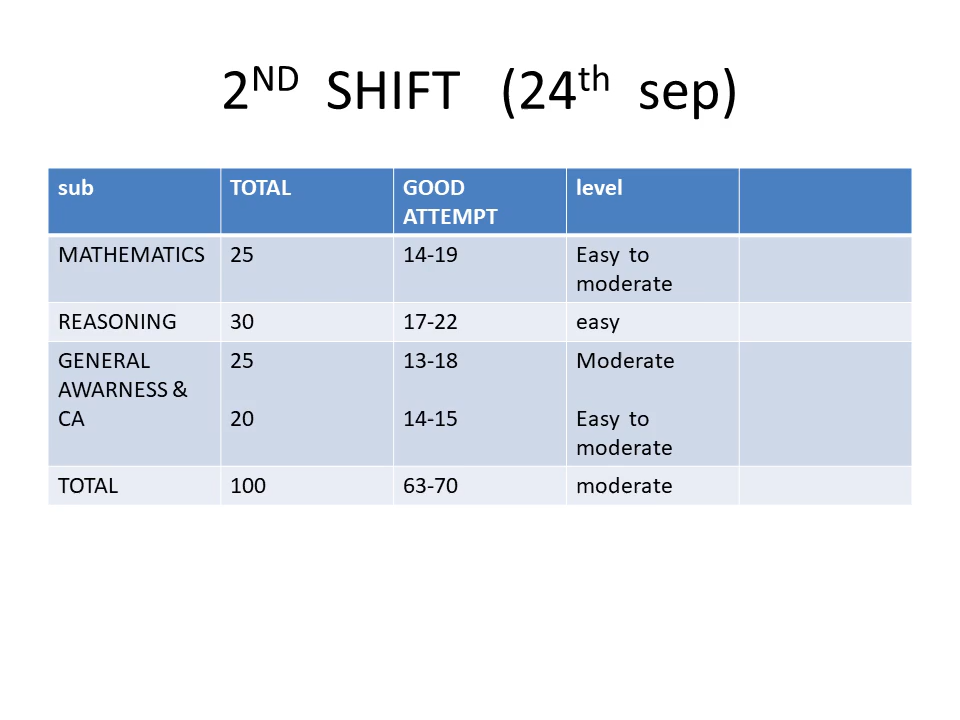 2ND SHIFT (24th sep)
sub TOTAL GOOD ATTEMPT level
MATHEMATICS 25 14-19 Easy to moderate
REASONING 30 17-22 easy
GENERAL AWARNESS & CA 25 13-18 Moderate
20 14-15 Easy to moderate
TOTAL 100 63-70 moderate